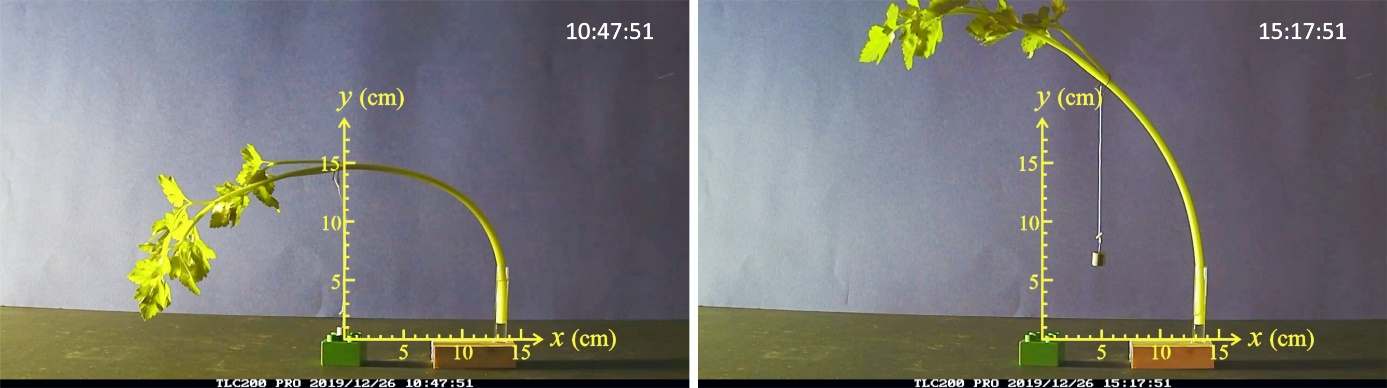 10:47:51
y (cm)
15
10
5
5 10 15 x (cm)
TLC200 PRO 2019/12/26 10:47:51
15:17:51
y (cm)
15
10
5
5 10 15 x (cm)
TLC200 PRO 2019/12/26 15:17:51